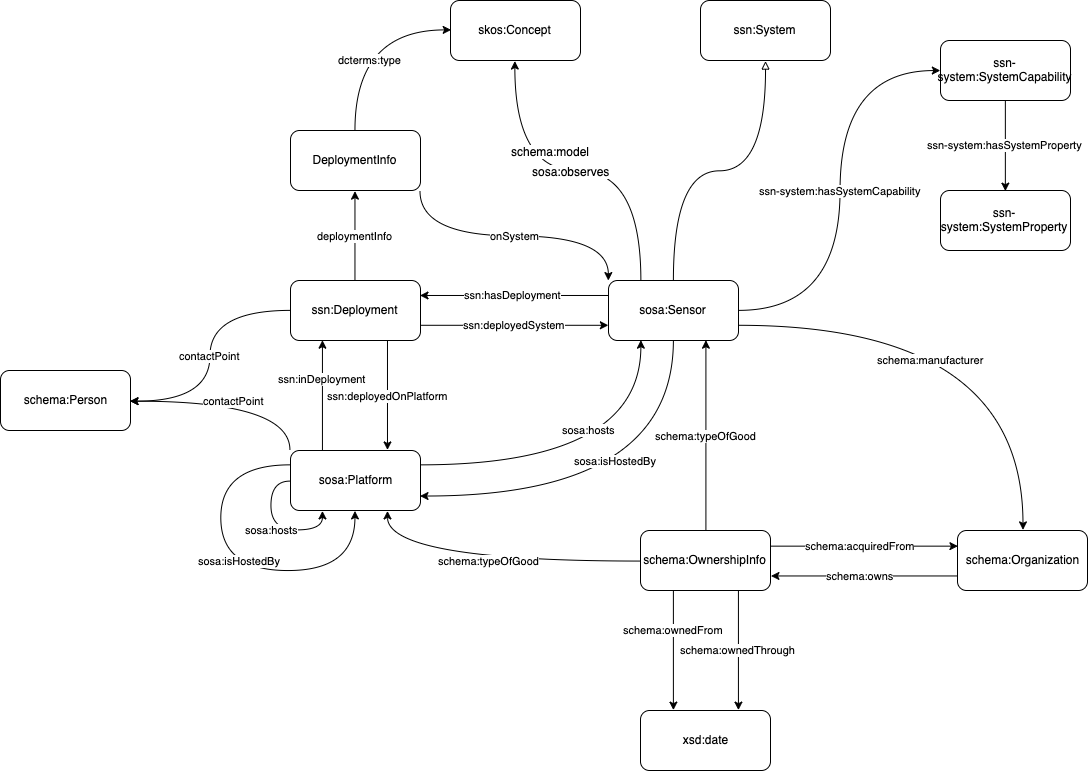 skos:Concept
ssn:System
ssn-
system:SystemCapability
dcterms:type
ssn-system:hasSystemProperty
schema:model
DeploymentInfo
sosa:observes
ssn-system:hasSystemCapability
ssn-
system:SystemProperty
deploymentInfo
onSystem
ssn:hasDeployment
ssn:Deployment
sosa:Sensor
ssn:deployedSystem
contactPoint
schema:manufacturer
ssn:inDeployment
ssn:deployedOnPlatform
schema:Person
contactPoint
sosa:hosts
schema:typeOfGood
sosa:isHostedBy
sosa:Platform
sosa:hosts
sosa:isHostedBy
schema:typeOfGood
schema:OwnershipInfo
schema:acquiredFrom
schema:Organization
schema:owns
schema:ownedFrom
schema:ownedThrough
xsd:date